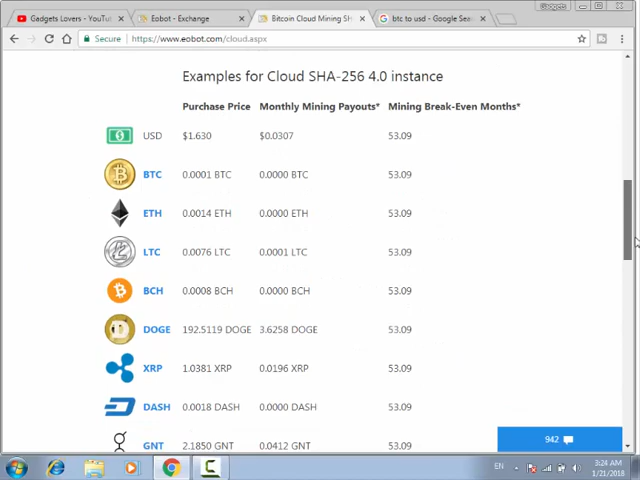 Gadgets
Gadgets Lovers - YouTu
Eobot - Exchange
Bitcoin Cloud Mining SH
btc to usd - Google Sea
Secure
https://www.eobot.com/cloud.aspx
Examples for Cloud SHA-256 4.0 instance
Purchase Price Monthly Mining Payouts* Mining Break-Even Months*
USD $1.630 $0.0307 53.09
BTC 0.0001 BTC 0.0000 BTC 53.09
ETH 0.0014 ETH 0.0000 ETH 53.09
LTC 0.0076 LTC 0.0001 LTC 53.09
BCH 0.0008 BCH 0.0000 BCH 53.09
DOGE 192.5119 DOGE 3.6258 DOGE 53.09
XRP 1.0381 XRP 0.0196 XRP 53.09
DASH 0.0018 DASH 0.0000 DASH 53.09
GNT 2.1850 GNT 0.0412 GNT 53.09
942
EN
3:24 AM
1/21/2018